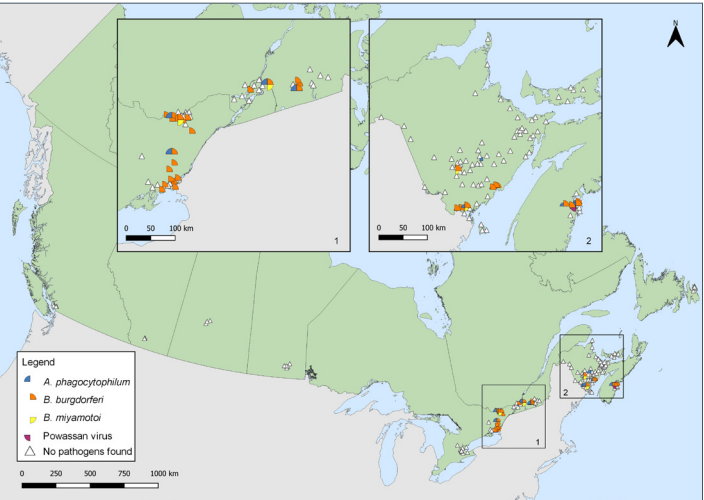 N
0 50 100 km
1
0 50 100 km
2
Legend
A. phagocytophilum
B. burgdorferi
B. miyamotoi
Powassan virus
No pathogens found
0 250 500 750 1000 km
1
2